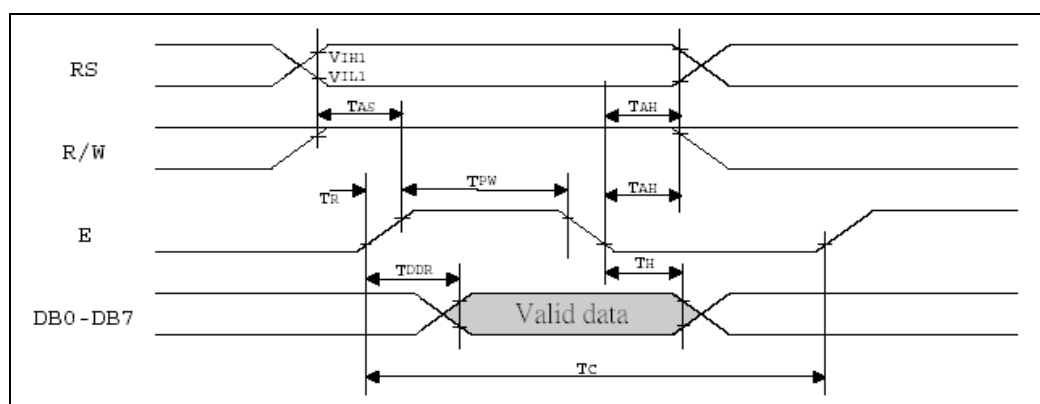 RS
VIH1
VIL1
TAS
TAH
R/W
TR
TPW
TAH
E
TDDR
TH
DB0-DB7
Valid data
TC